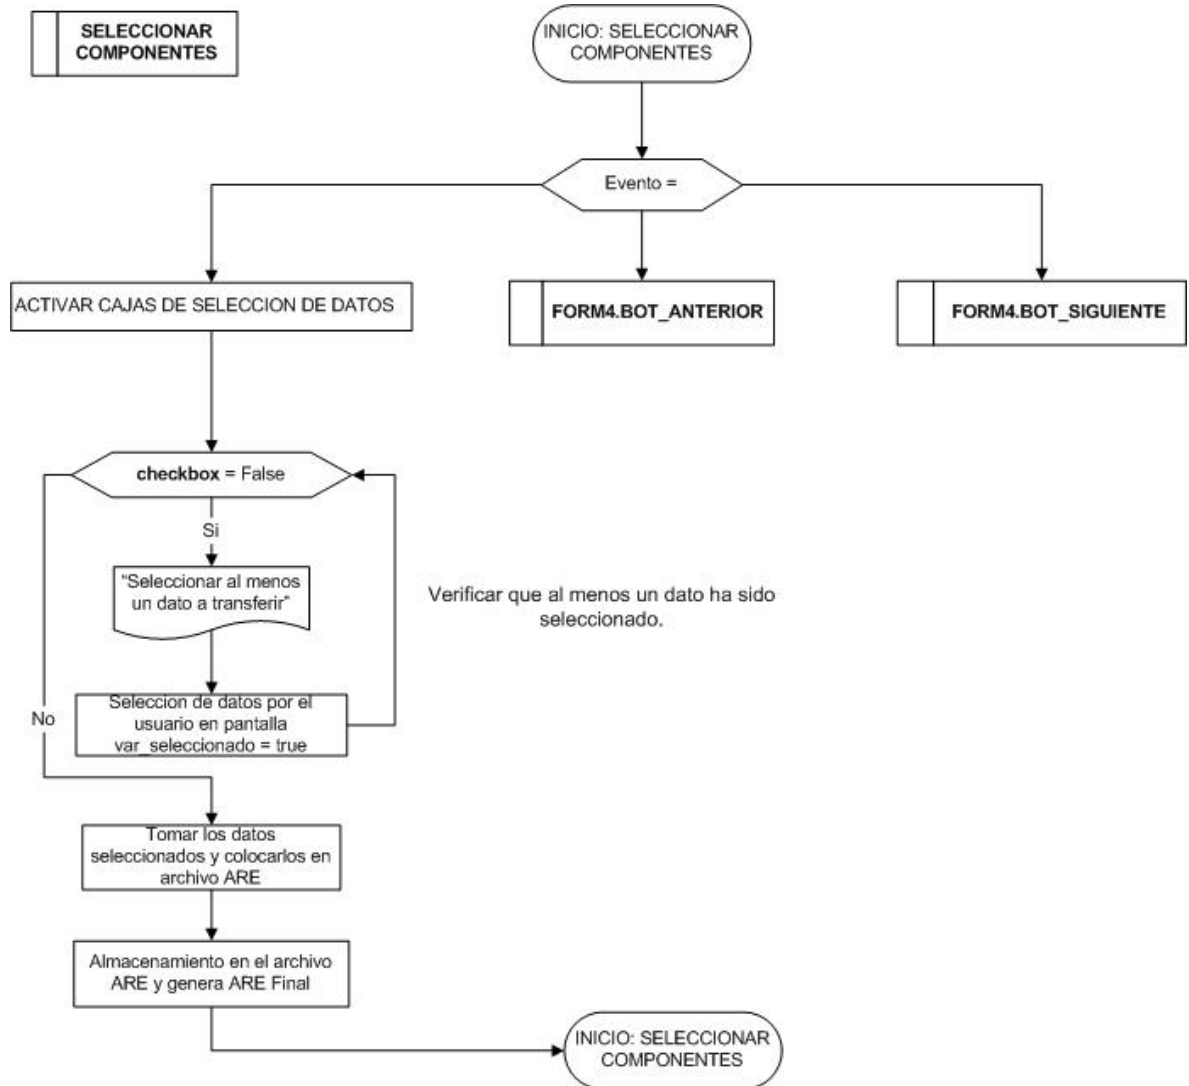 SELECCIONAR
COMPONENTES
INICIO: SELECCIONAR
COMPONENTES
Evento =
ACTIVAR CAJAS DE SELECCION DE DATOS
FORM4.BOT_ANTERIOR
FORM4.BOT_SIGUIENTE
checkbox = False
Si
"Seleccionar al menos
un dato a transferir"
Verificar que al menos un dato ha sido
seleccionado.
Seleccion de datos por el
usuario en pantalla
var_seleccionado = true
No
Tomar los datos
seleccionados y colocarlos en
archivo ARE
Almacenamiento en el archivo
ARE y genera ARE Final
INICIO: SELECCIONAR
COMPONENTES